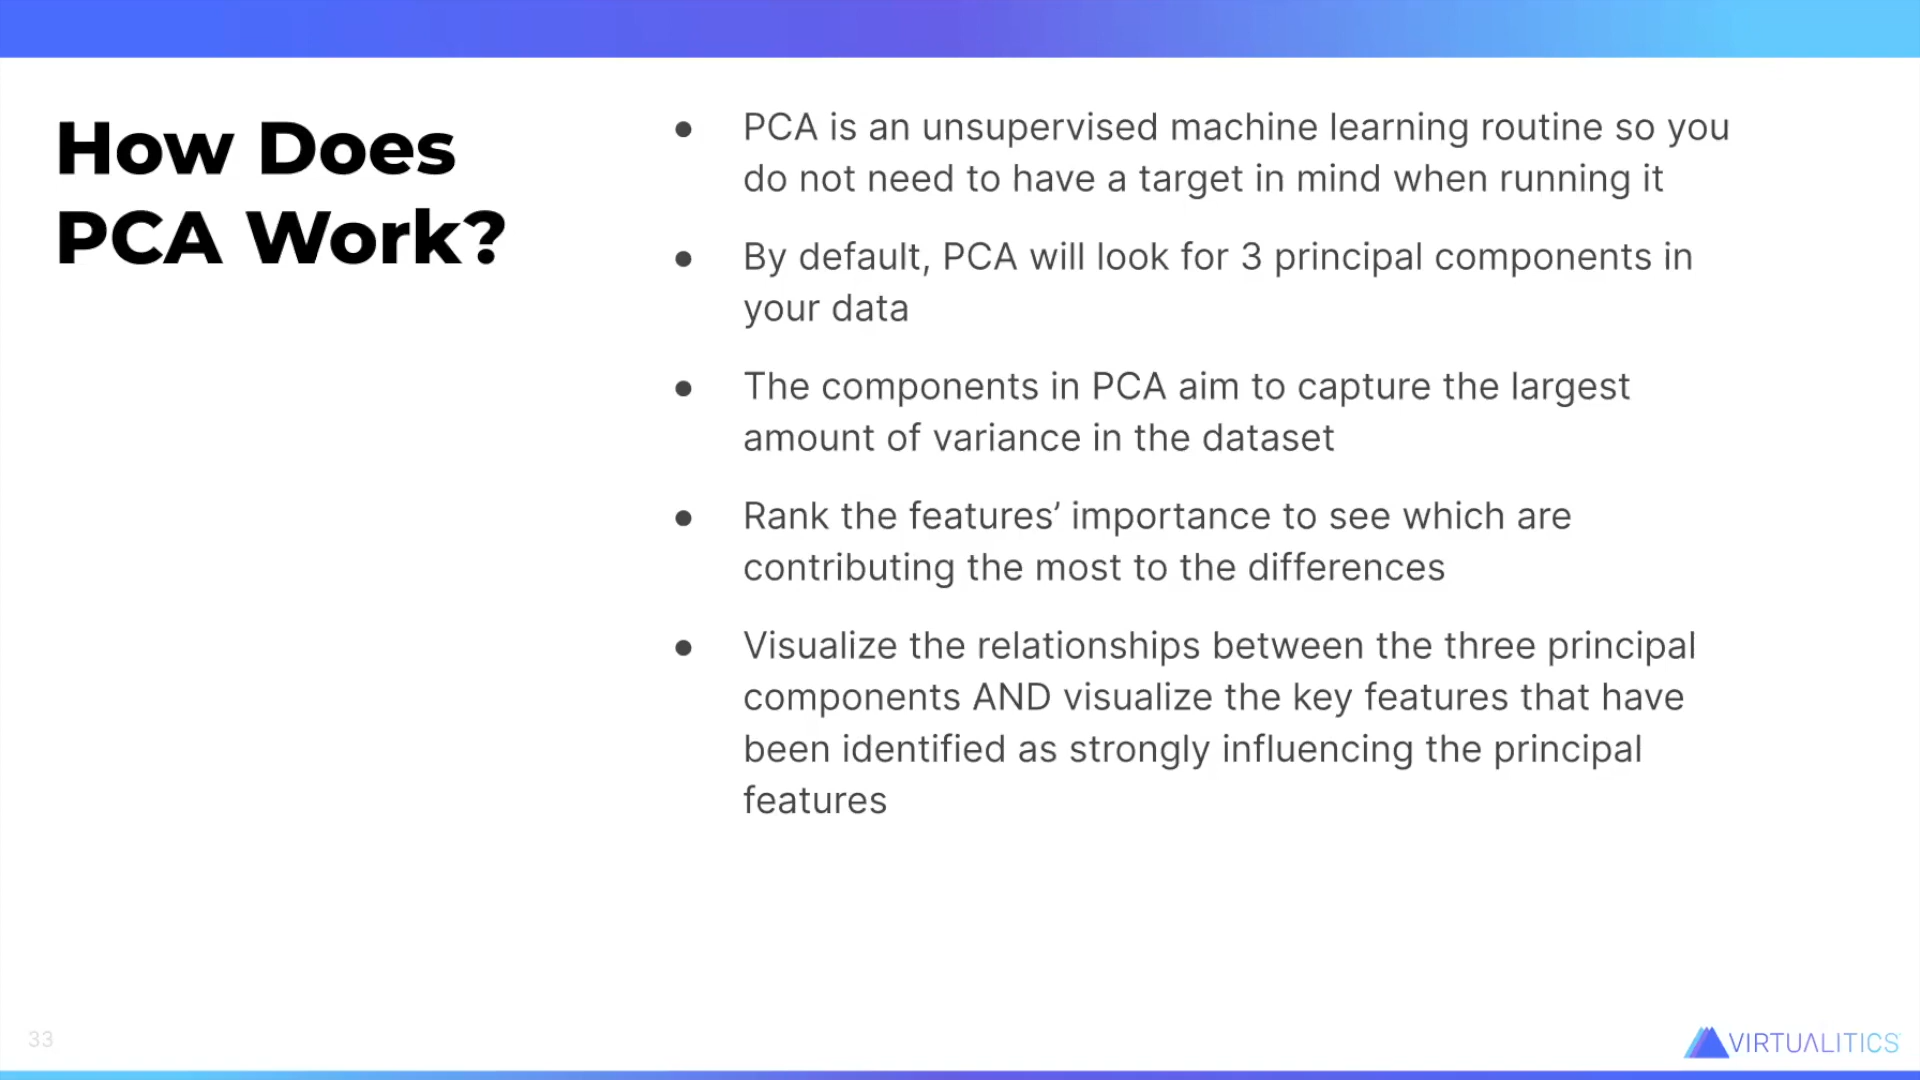 How Does
PCA Work?
● PCA is an unsupervised machine learning routine so you
do not need to have a target in mind when running it
● By default, PCA will look for 3 principal components in
your data
● The components in PCA aim to capture the largest
amount of variance in the dataset
● Rank the features’ importance to see which are
contributing the most to the differences
● Visualize the relationships between the three principal
components AND visualize the key features that have
been identified as strongly influencing the principal
features
33
VIRTUALITICS